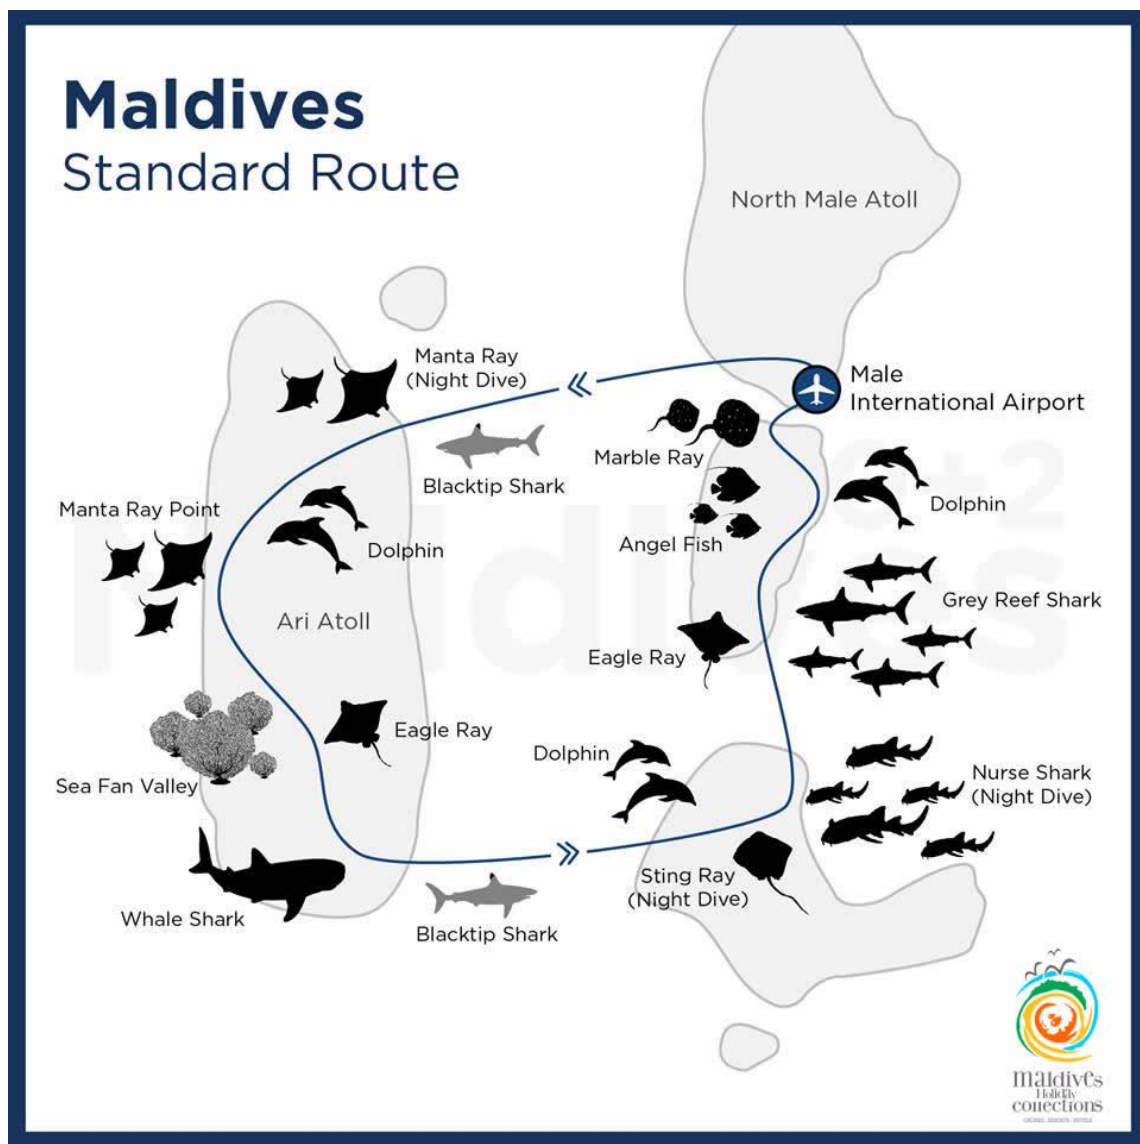 Maldives
Standard Route
North Male Atoll
Manta Ray
(Night Dive)
Male
International Airport
Marble Ray
Blacktip Shark
Dolphin
Manta Ray Point
Angel Fish
Dolphin
Grey Reef Shark
Ari Atoll
Eagle Ray
Eagle Ray
Dolphin
Nurse Shark
(Night Dive)
Sea Fan Valley
Sting Ray
(Night Dive)
Whale Shark
Blacktip Shark
maldives
Holiday
collections